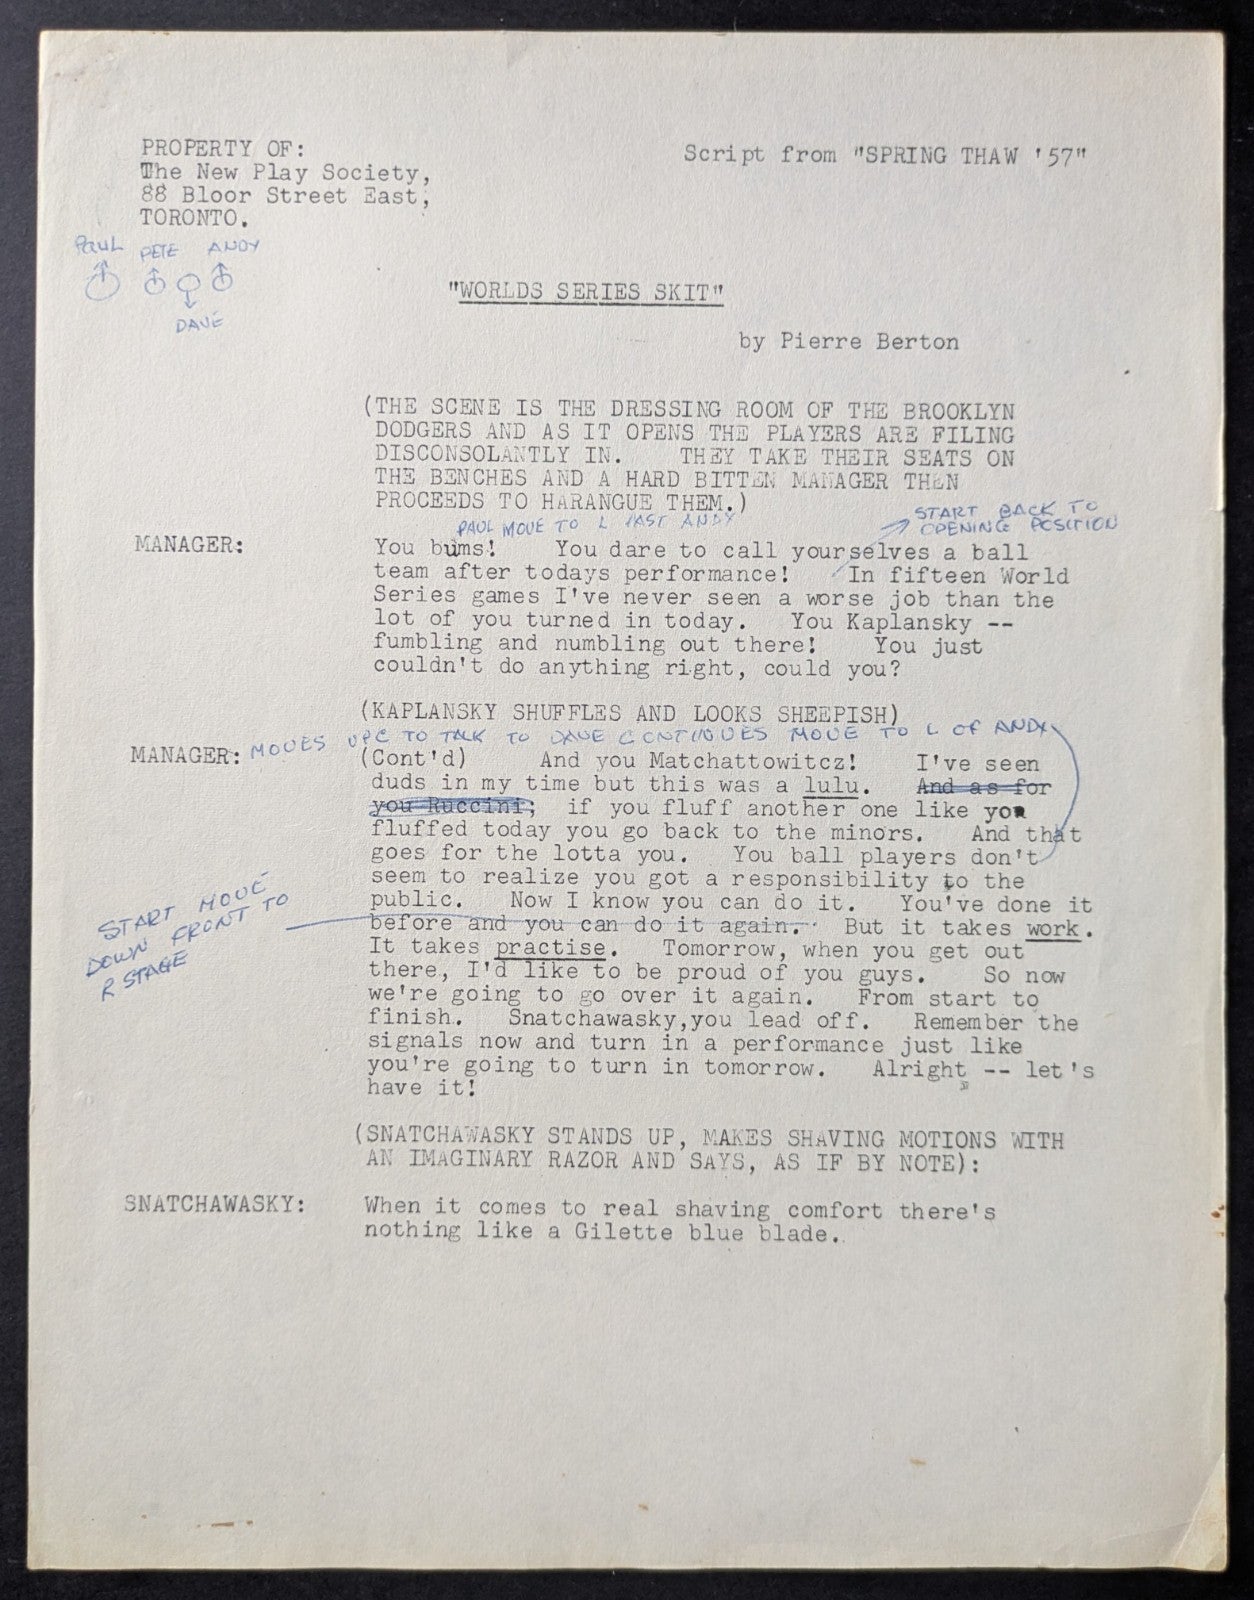 PROPERTY OF:
The New Play Society,
88 Bloor Street East,
TORONTO.
Script from "SPRING THAW '57"
PAUL PETE ANDY
DAVE
"WORLDS SERIES SKIT"
by Pierre Berton
(THE SCENE IS THE DRESSING ROOM OF THE BROOKLYN
DODGERS AND AS IT OPENS THE PLAYERS ARE FILING
DISCONSOLANTLY IN. THEY TAKE THEIR SEATS ON
THE BENCHES AND A HARD BITTEN MANAGER THEN
PROCEEDS TO HARANGUE THEM.)
START BACK TO
OPENING POSITION
PAUL MOVE TO L PAST ANDY
MANAGER: You bums! You dare to call yourselves a ball
team after todays performance! In fifteen World
Series games I've never seen a worse job than the
lot of you turned in today. You Kaplansky --
fumbling and numbling out there! You just
couldn't do anything right, could you?
(KAPLANSKY SHUFFLES AND LOOKS SHEEPISH)
MOVES UPC TO TALK TO DAVE CONTINUES MOVE TO L OF ANDY
MANAGER: (Cont'd) And you Matchattowitcz! I've seen
duds in my time but this was a lulu. And as for
you Ruccini; if you fluff another one like you
fluffed today you go back to the minors. And that
goes for the lotta you. You ball players don't
seem to realize you got a responsibility to the
public. Now I know you can do it. You've done it
before and you can do it again. But it takes work.
It takes practise. Tomorrow, when you get out
there, I'd like to be proud of you guys. So now
we're going to go over it again. From start to
finish. Snatchawasky,you lead off. Remember the
signals now and turn in a performance just like
you're going to turn in tomorrow. Alright -- let's
have it!
START MOVE
DOWN FRONT TO
R STAGE
(SNATCHAWASKY STANDS UP, MAKES SHAVING MOTIONS WITH
AN IMAGINARY RAZOR AND SAYS, AS IF BY NOTE):
SNATCHAWASKY: When it comes to real shaving comfort there's
nothing like a Gilette blue blade.